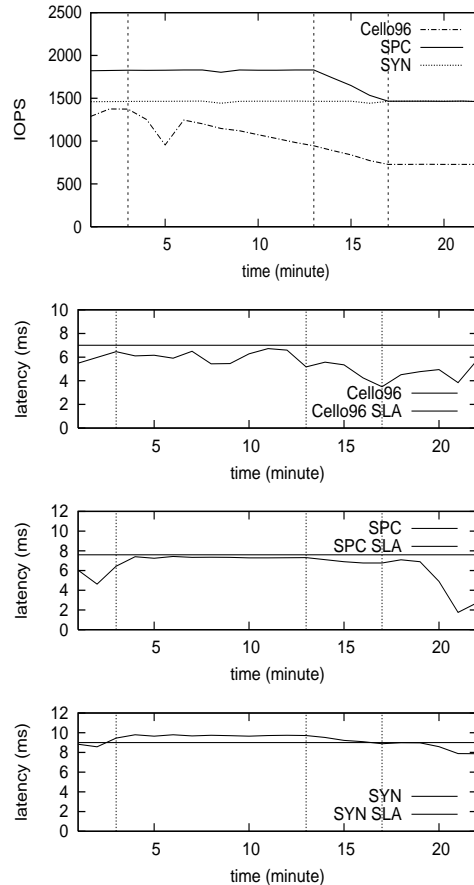 2500
2000
1500
1000
500
0
IOPS
Cello96
SPC
SYN
5 10 15 20
time (minute)
10
8
6
4
2
0
latency (ms)
Cello96
Cello96 SLA
5 10 15 20
time (minute)
12
10
8
6
4
2
0
latency (ms)
SPC
SPC SLA
5 10 15 20
time (minute)
12
10
8
6
4
2
0
latency (ms)
SYN
SYN SLA
5 10 15 20
time (minute)